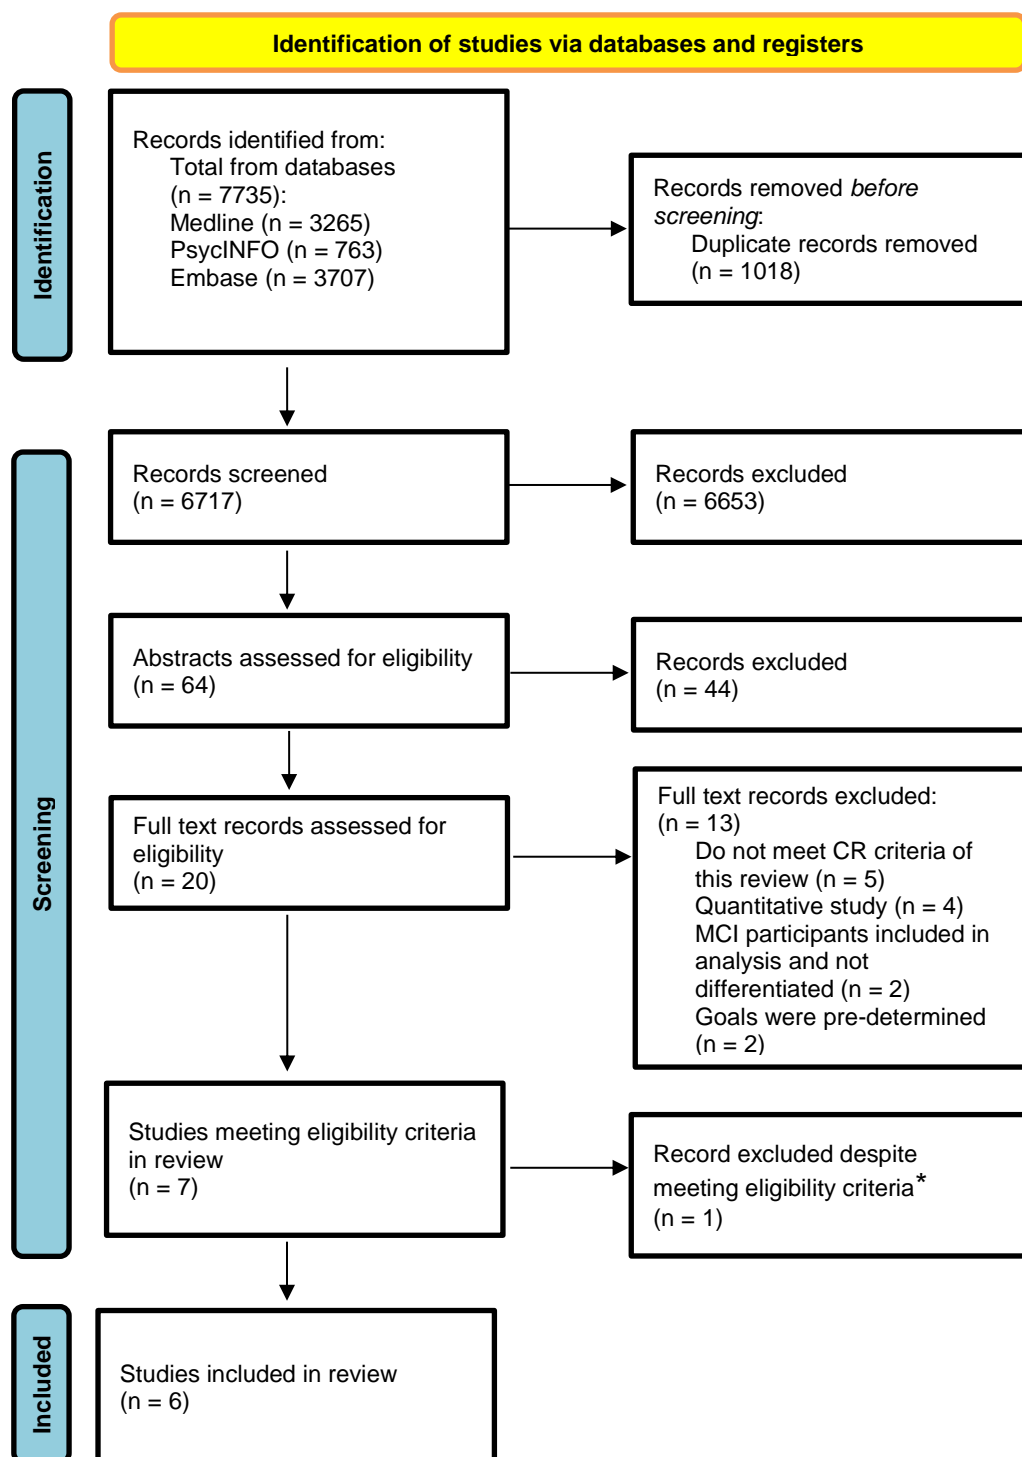 Identification of studies via databases and registers
Identification
Records identified from:
Total from databases
(n = 7735):
Medline (n = 3265)
PsycINFO (n = 763)
Embase (n = 3707)
Records removed before
screening:
Duplicate records removed
(n = 1018)
Screening
Records screened
(n = 6717)
Records excluded
(n = 6653)
Abstracts assessed for eligibility
(n = 64)
Records excluded
(n = 44)
Full text records assessed for
eligibility
(n = 20)
Full text records excluded:
(n = 13)
Do not meet CR criteria of
this review (n = 5)
Quantitative study (n = 4)
MCI participants included in
analysis and not
differentiated (n = 2)
Goals were pre-determined
(n = 2)
Studies meeting eligibility criteria
in review
(n = 7)
Record excluded despite
meeting eligibility criteria*
(n = 1)
Included
Studies included in review
(n = 6)